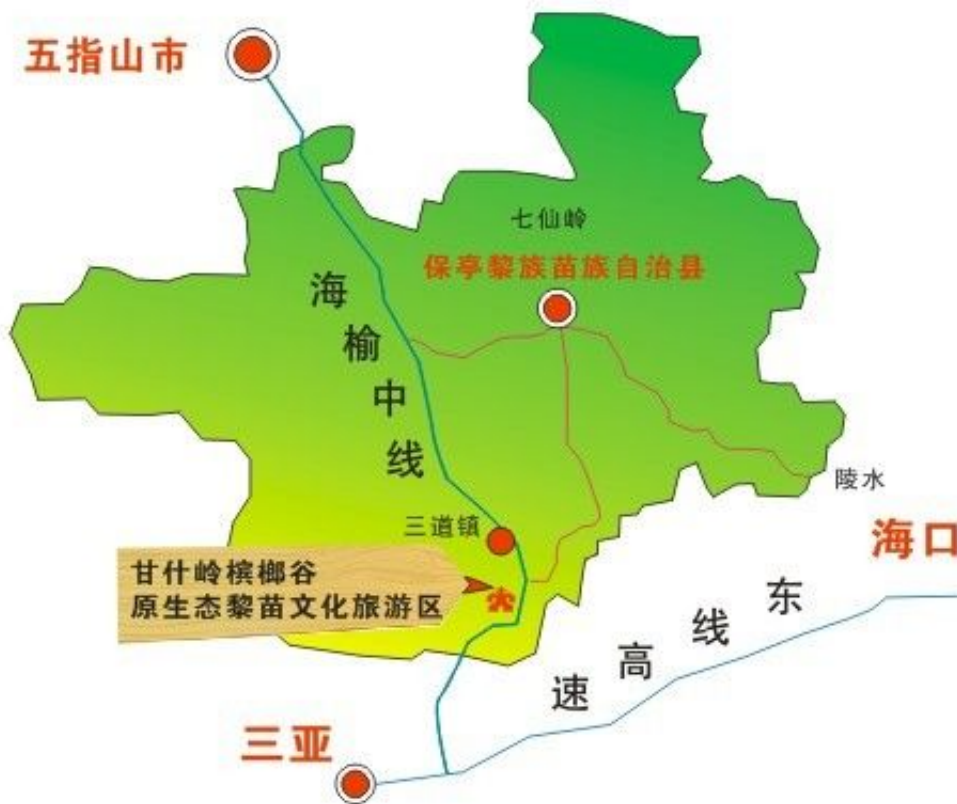 五指山市
七仙岭
保亭黎族苗族自治县
海榆中线
陵水
三道镇
海口
甘什岭槟榔谷
原生态黎苗文化旅游区
速高线东
三亚